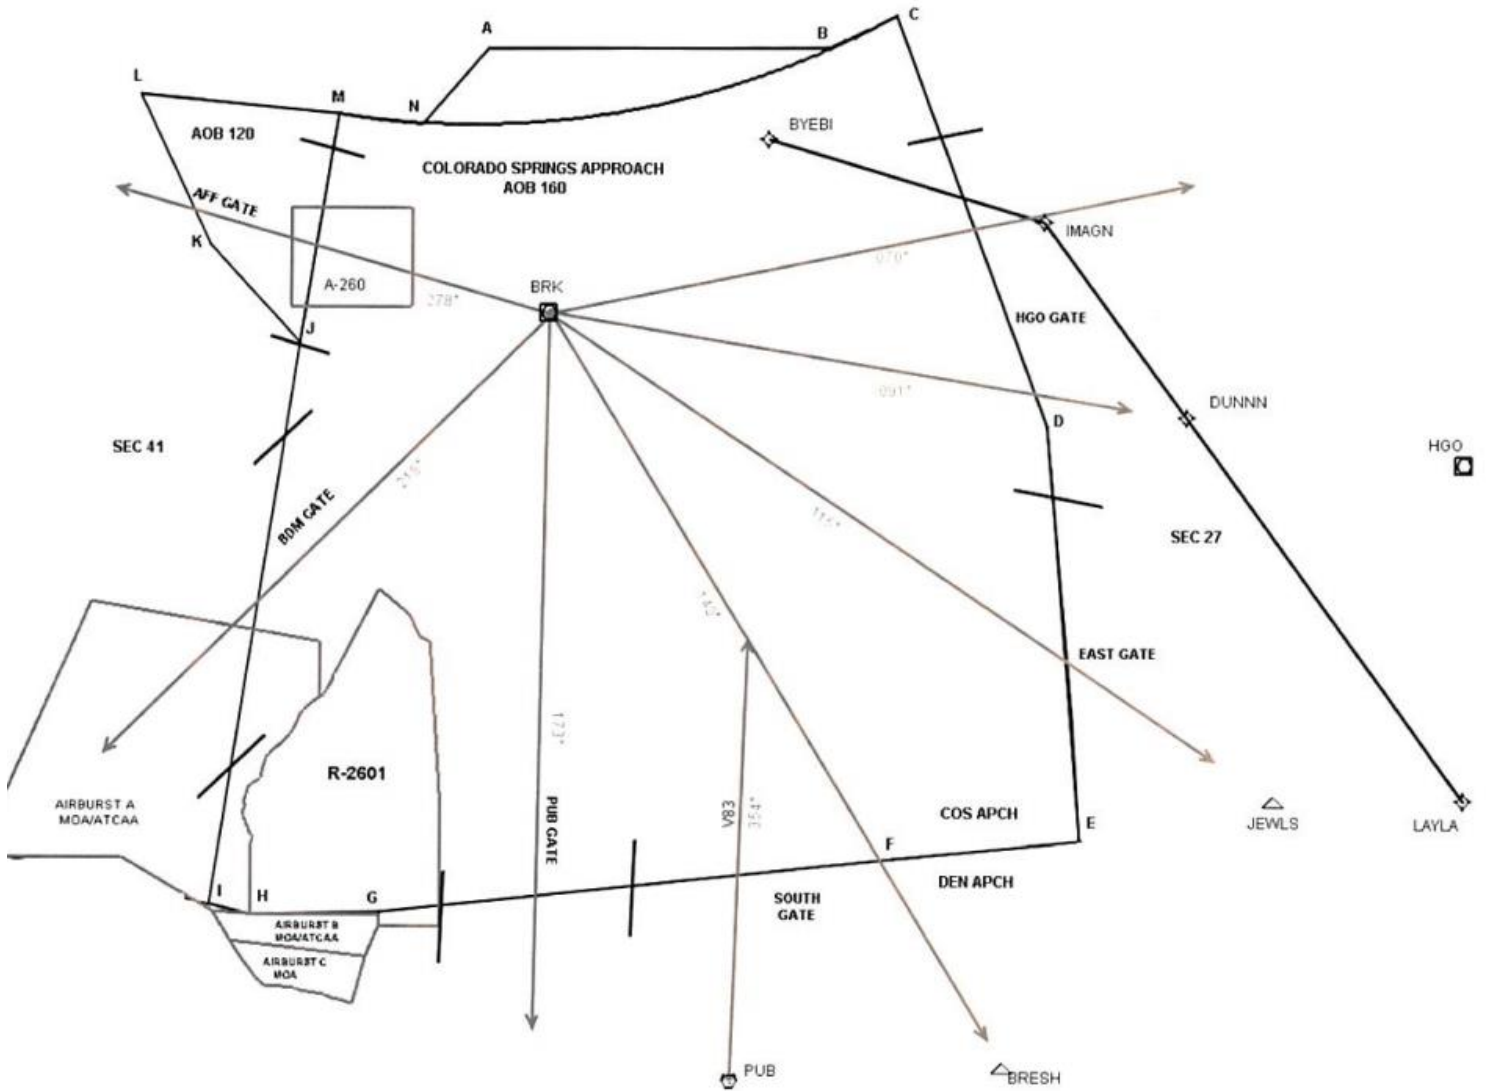 A
B
C
L
M
N
AOB 120
BYEBI
COLORADO SPRINGS APPROACH
AOB 160
AFF GATE
K
IMAGN
070°
A-260
278°
BRK
HGO GATE
J
091°
DUNNN
D
SEC 41
HGO
BDM GATE
115°
SEC 27
140°
EAST GATE
173°
R-2601
AIRBURST A
MOA/ATCAA
PUB GATE
V83
354°
COS APCH
E
JEWLS
LAYLA
F
DEN APCH
I
H
G
SOUTH
GATE
AIRBURST B
MOA/ATCAA
AIRBURST C
MOA
PUB
BRESH